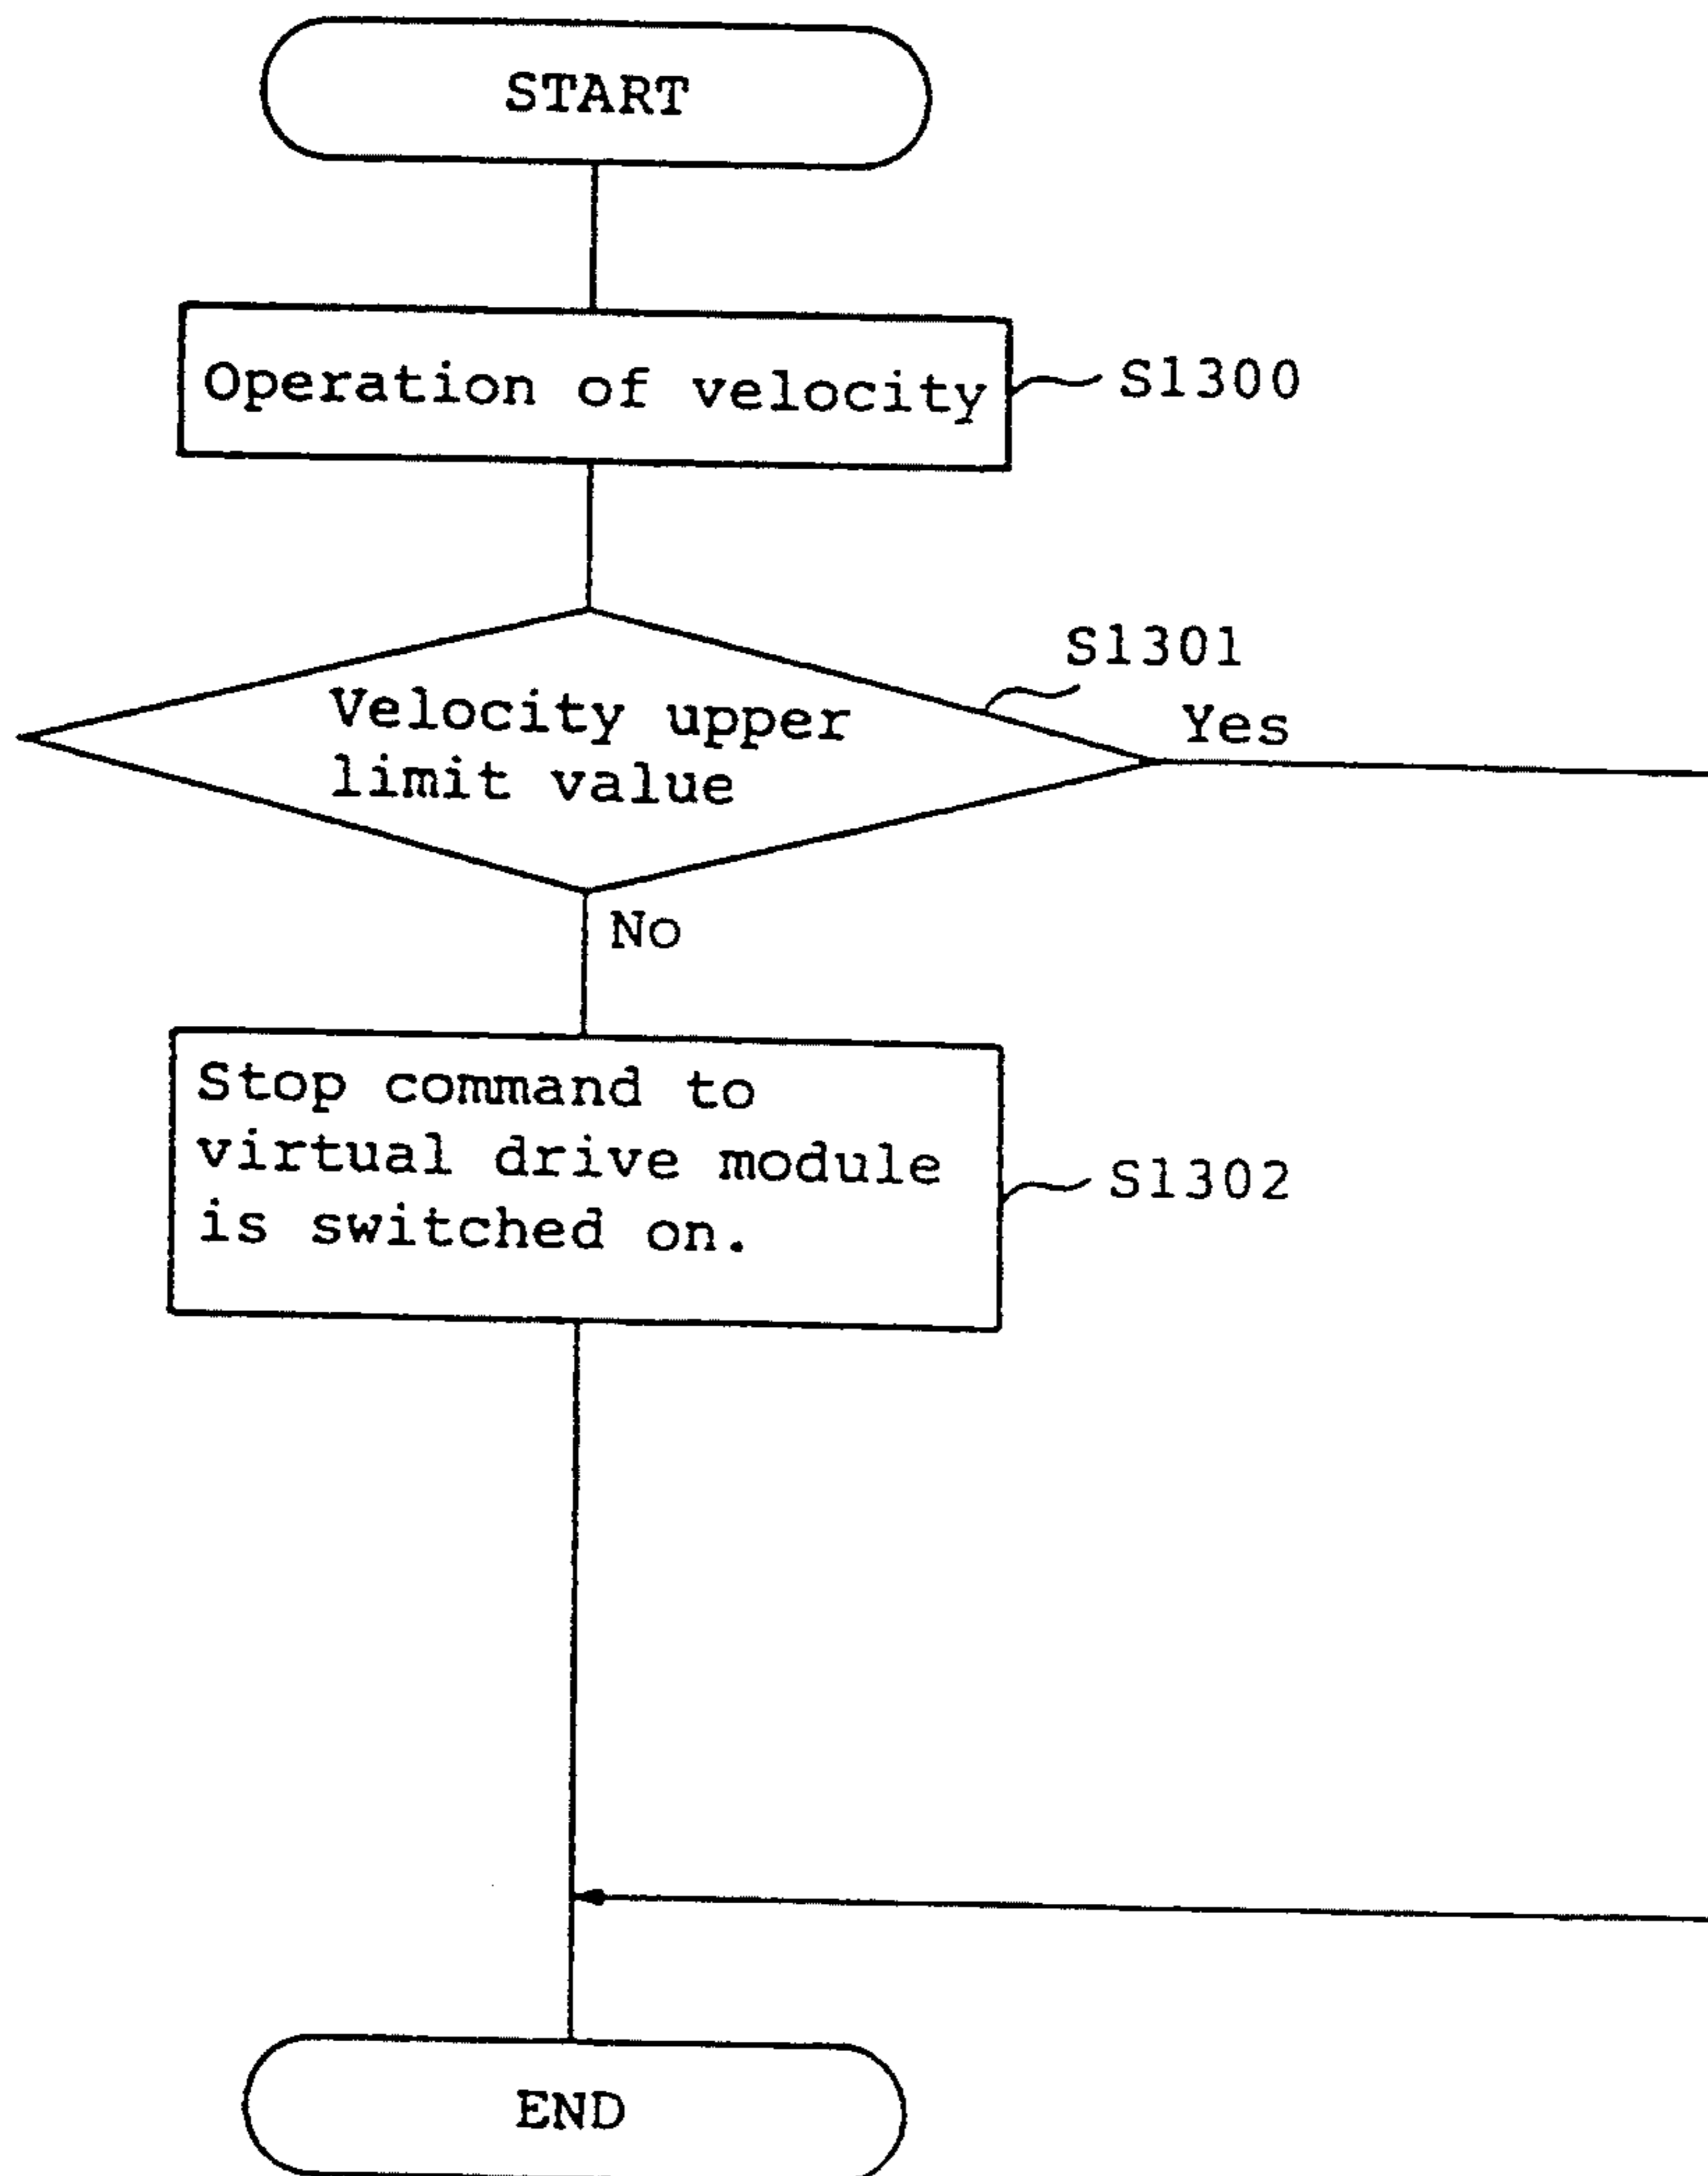 START
Operation of velocity
S1300
S1301
Velocity upper
limit value
Yes
No
Stop command to
virtual drive module
is switched on.
S1302
END